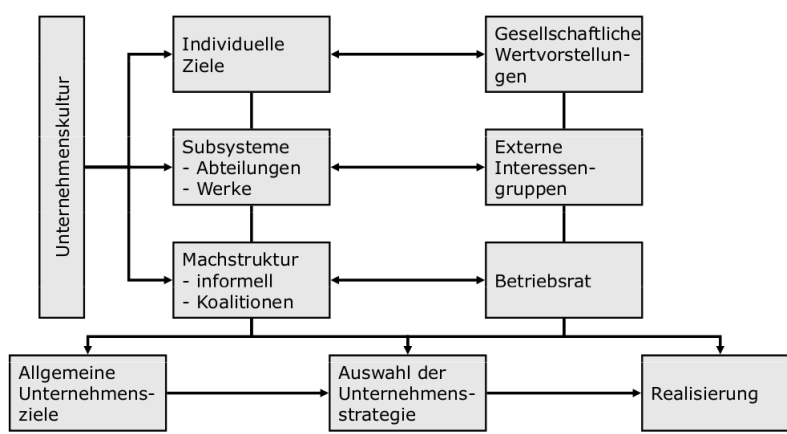 Unternehmenskultur
Individuelle
Ziele
Gesellschaftliche
Wertvorstellun-
gen
Subsysteme
- Abteilungen
- Werke
Externe
Interessen-
gruppen
Machstruktur
- informell
- Koalitionen
Betriebsrat
Allgemeine
Unternehmens-
ziele
Auswahl der
Unternehmens-
strategie
Realisierung